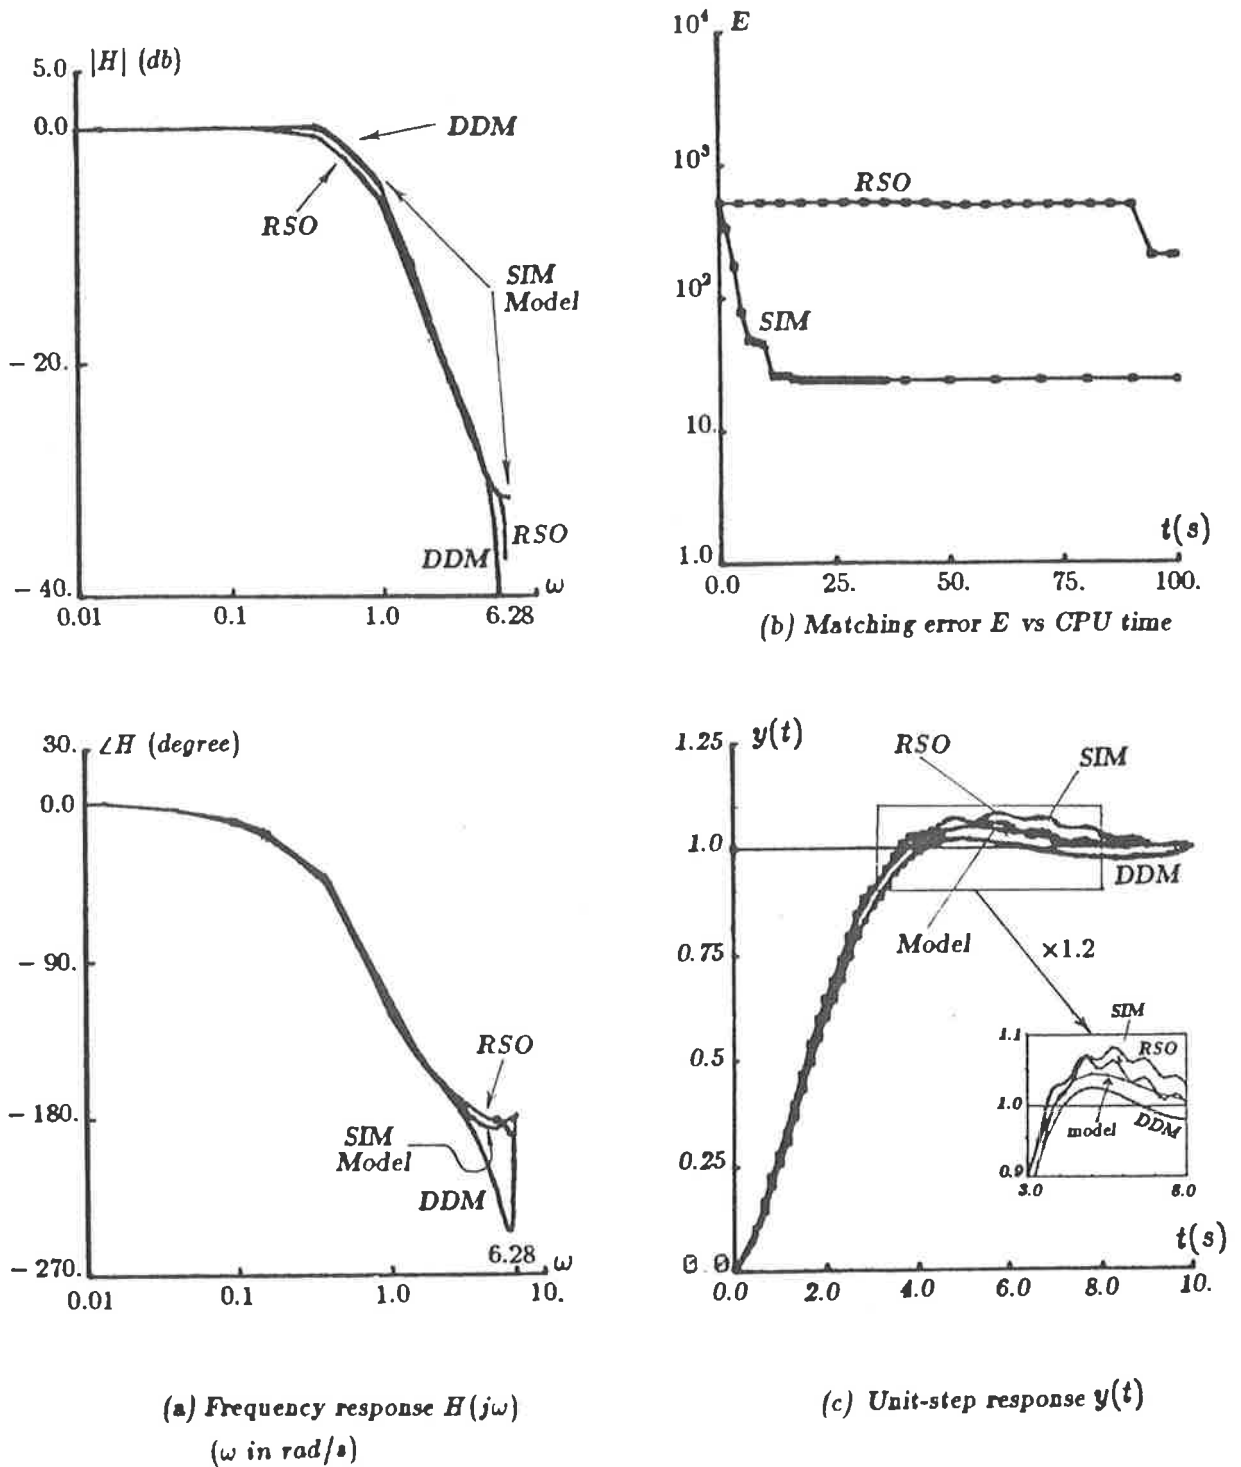 |H| (db)
5.0
0.0
DDM
RSO
SIM
Model
- 20.
RSO
DDM
- 40.
ω
0.01
0.1
1.0
6.28
10⁴
E
10³
RSO
10²
SIM
10.
t(s)
1.0
0.0
25.
50.
75.
100.
(b) Matching error E vs CPU time
30.
∠H (degree)
0.0
- 90.
RSO
- 180.
SIM
Model
DDM
6.28
ω
- 270.
0.01
0.1
1.0
10.
(a) Frequency response H(jω)
(ω in rad/s)
1.25
y(t)
RSO
SIM
1.0
DDM
Model
0.75
×1.2
SIM
1.1
RSO
0.5
1.0
model
DDM
0.25
0.9
3.0
8.0
t(s)
0.0
0.0
2.0
4.0
6.0
8.0
10.
(c) Unit-step response y(t)